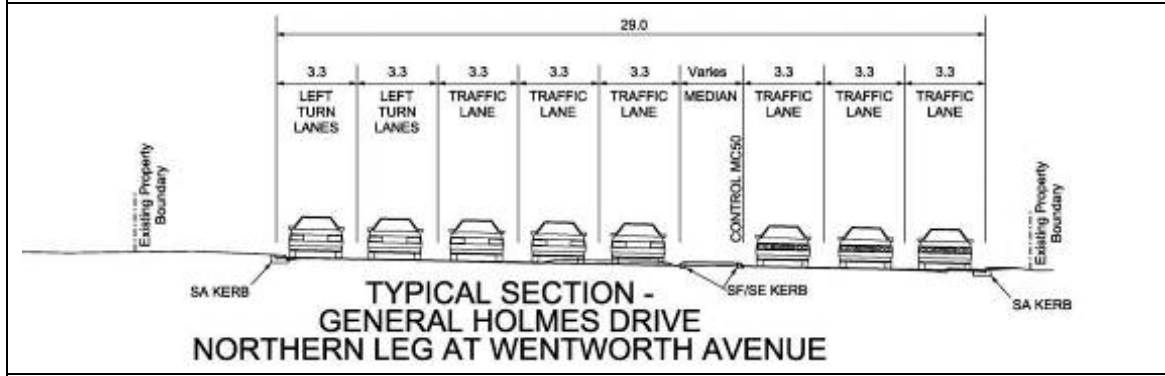 29.0
3.3 3.3 3.3 3.3 3.3 Varies 3.3 3.3 3.3
LEFT TURN LANES
LEFT TURN LANES
TRAFFIC LANE
TRAFFIC LANE
TRAFFIC LANE
MEDIAN
TRAFFIC LANE
TRAFFIC LANE
TRAFFIC LANE
Existing Property
Boundary
CONTROL MC50
Existing Property
Boundary
SA KERB
SF/SE KERB
SA KERB
TYPICAL SECTION -
GENERAL HOLMES DRIVE
NORTHERN LEG AT WENTWORTH AVENUE